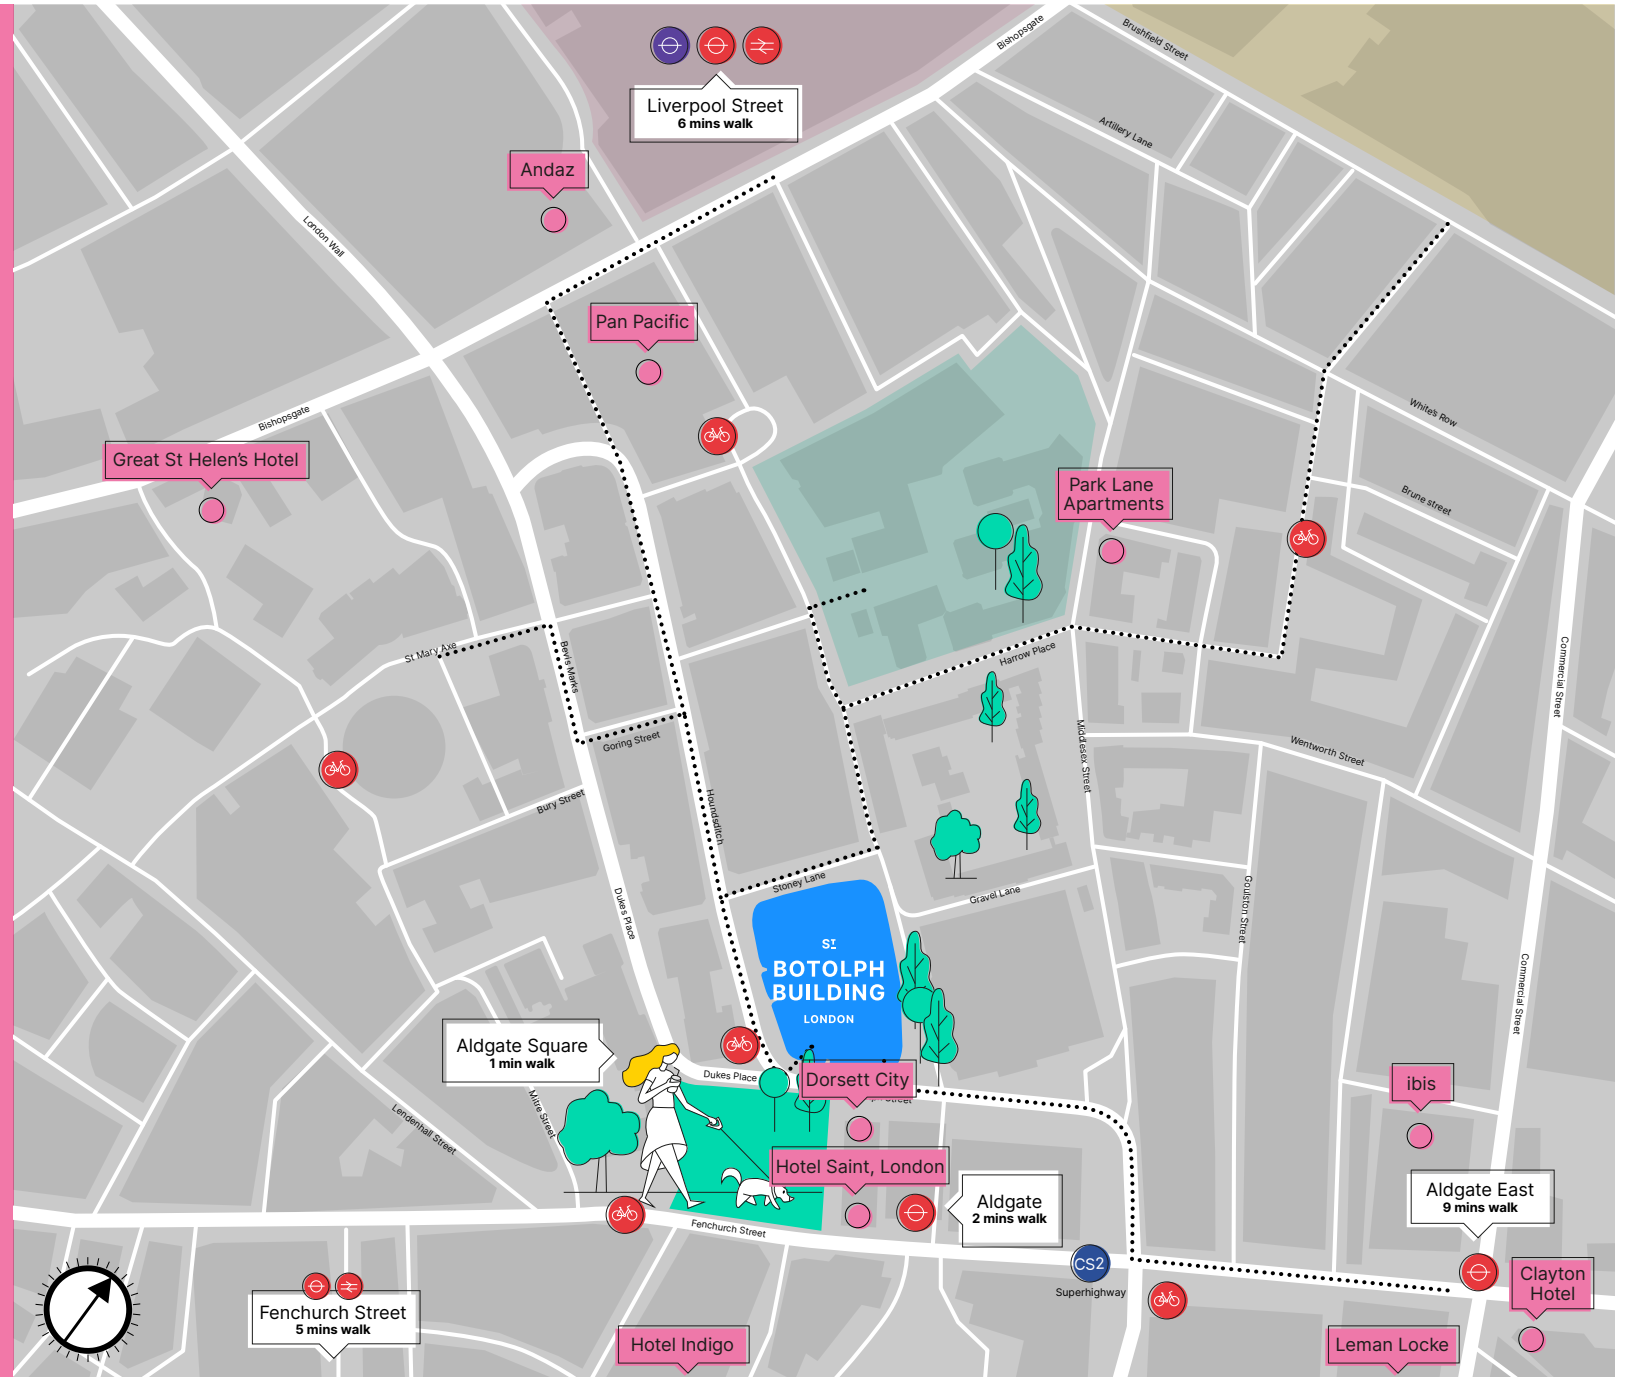 Bishopsgate
Brushfield Street
Liverpool Street
6 mins walk
Artillery Lane
Andaz
London Wall
Pan Pacific
Bishopsgate
White's Row
Great St Helen's Hotel
Park Lane
Apartments
Brune street
St Mary Axe
Bevis Marks
Harrow Place
Commercial Street
Goring Street
Middlesex Street
Wentworth Street
Bury Street
Houndsditch
Stoney Lane
Gravel Lane
Goulston Street
Dukes Place
ST
BOTOLPH
BUILDING
LONDON
Commercial Street
Aldgate Square
1 min walk
Dukes Place
Dorsett City
Street
ibis
Mitre Street
Lendenhall Street
Hotel Saint, London
Aldgate
2 mins walk
Aldgate East
9 mins walk
Fenchurch Street
CS2
Superhighway
Clayton
Hotel
Fenchurch Street
5 mins walk
Hotel Indigo
Leman Locke